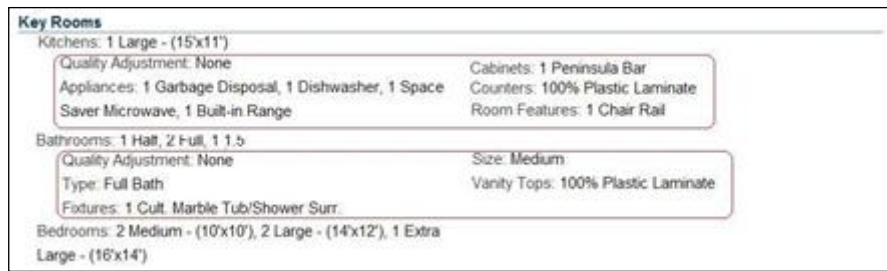 Key Rooms
Kitchens: 1 Large - (15'x11')
Quality Adjustment: None
Cabinets: 1 Peninsula Bar
Appliances: 1 Garbage Disposal, 1 Dishwasher, 1 Space
Counters: 100% Plastic Laminate
Saver Microwave, 1 Built-in Range
Room Features: 1 Chair Rail
Bathrooms: 1 Half, 2 Full, 1 1.5
Quality Adjustment: None
Size: Medium
Type: Full Bath
Vanity Tops: 100% Plastic Laminate
Fixtures: 1 Cult. Marble Tub/Shower Surr.
Bedrooms: 2 Medium - (10'x10'), 2 Large - (14'x12'), 1 Extra
Large - (16'x14')